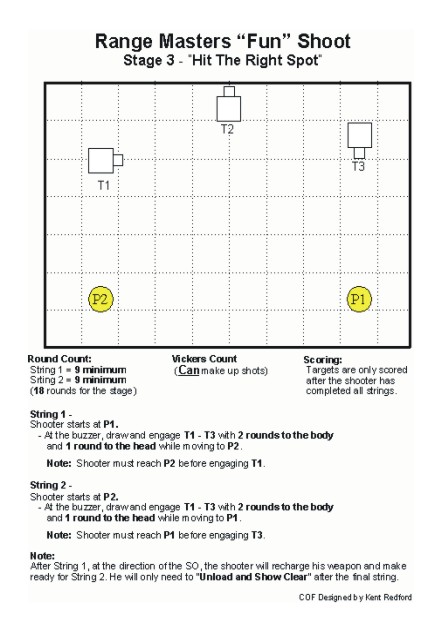 Range Masters “Fun” Shoot
Stage 3 - "Hit The Right Spot"
T2
T3
T1
P2
P1
Round Count:
String 1 = 9 minimum
Srting 2 = 9 minimum
(18 rounds for the stage)
Vickers Count
(Can make up shots)
Scoring:
Targets are only scored
after the shooter has
completed all strings.
String 1 -
Shooter starts at P1.
- At the buzzer, draw and engage T1 - T3 with 2 rounds to the body
and 1 round to the head while moving to P2.
Note: Shooter must reach P2 before engaging T1.
String 2 -
Shooter starts at P2.
- At the buzzer, draw and engage T1 - T3 with 2 rounds to the body
and 1 round to the head while moving to P1.
Note: Shooter must reach P1 before engaging T3.
Note:
After String 1, at the direction of the SO, the shooter will recharge his weapon and make
ready for String 2. He will only need to "Unload and Show Clear" after the final string.
COF Designed by Kent Redford